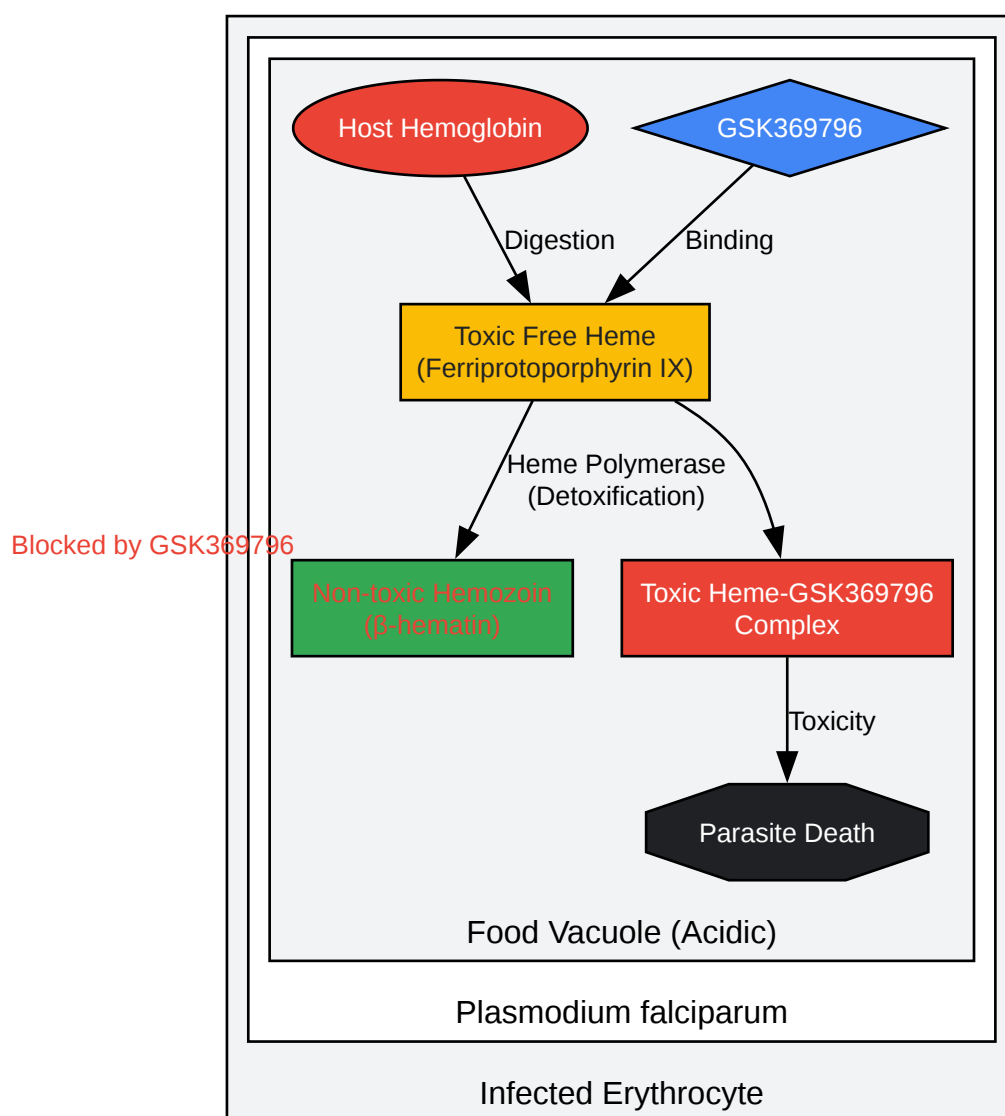 Host Hemoglobin
GSK369796
Digestion
Binding
Toxic Free Heme
(Ferriprotoporphyrin IX)
Heme Polymerase
(Detoxification)
Blocked by GSK369796
Non-toxic Hemozoin
(β-hematin)
Toxic Heme-GSK369796
Complex
Toxicity
Parasite Death
Food Vacuole (Acidic)
Plasmodium falciparum
Infected Erythrocyte